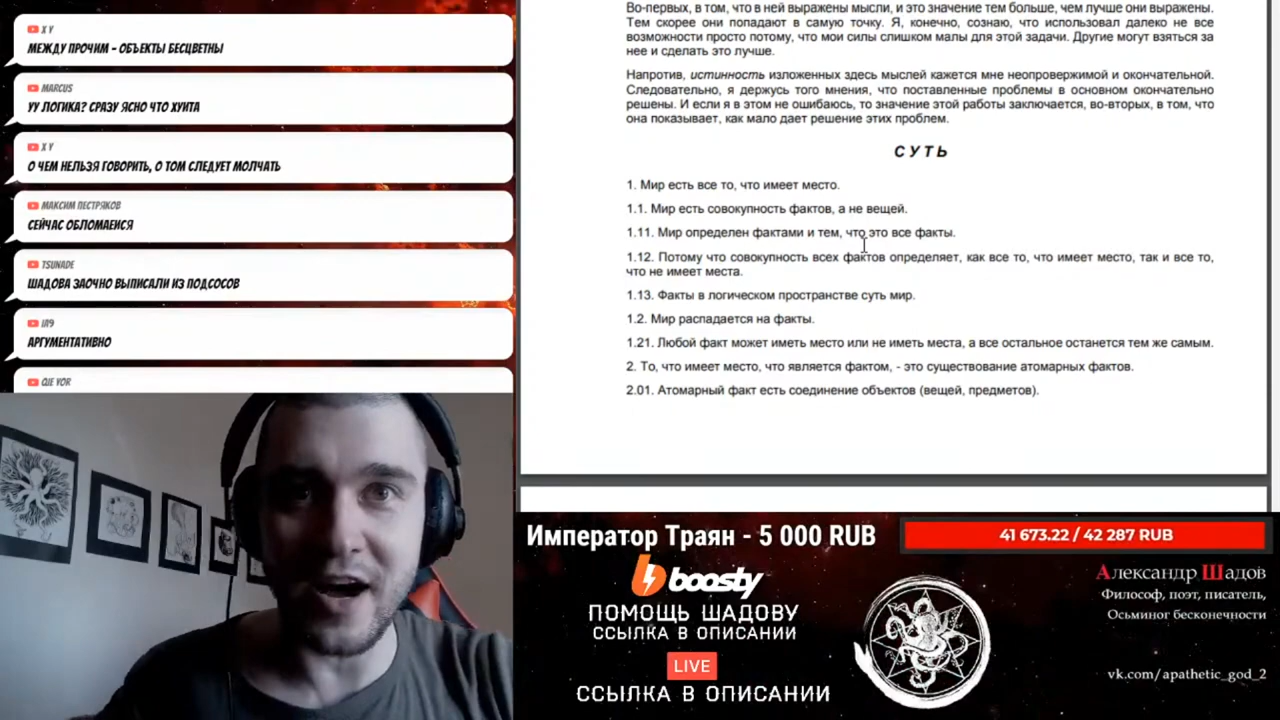 X Y
МЕЖДУ ПРОЧИМ - ОБЪЕКТЫ БЕСЦВЕТНЫ
MARCUS
УУ ЛОГИКА? СРАЗУ ЯСНО ЧТО ХУИТА
X Y
О ЧЕМ НЕЛЬЗЯ ГОВОРИТЬ, О ТОМ СЛЕДУЕТ МОЛЧАТЬ
МАКСИМ ПЕСТРЯКОВ
СЕЙЧАС ОБЛОМАЕИСЯ
TSUNADE
ШАДОВА ЗАОЧНО ВЫПИСАЛИ ИЗ ПОДСОСОВ
IA9
АРГУМЕНТАТИВНО
QIE YOR
Во-первых, в том, что в ней выражены мысли, и это значение тем больше, чем лучше они выражены.
Тем скорее они попадают в самую точку. Я, конечно, сознаю, что использовал далеко не все
возможности просто потому, что мои силы слишком малы для этой задачи. Другие могут взяться за
нее и сделать это лучше.
Напротив, истинность изложенных здесь мыслей кажется мне неопровержимой и окончательной.
Следовательно, я держусь того мнения, что поставленные проблемы в основном окончательно
решены. И если я в этом не ошибаюсь, то значение этой работы заключается, во-вторых, в том, что
она показывает, как мало дает решение этих проблем.
СУТЬ
1. Мир есть все то, что имеет место.
1.1. Мир есть совокупность фактов, а не вещей.
1.11. Мир определен фактами и тем, что это все факты.
1.12. Потому что совокупность всех фактов определяет, как все то, что имеет место, так и все то,
что не имеет места.
1.13. Факты в логическом пространстве суть мир.
1.2. Мир распадается на факты.
1.21. Любой факт может иметь место или не иметь места, а все остальное останется тем же самым.
2. То, что имеет место, что является фактом, - это существование атомарных фактов.
2.01. Атомарный факт есть соединение объектов (вещей, предметов).
Император Траян - 5 000 RUB
41 673.22 / 42 287 RUB
boosty
ПОМОЩЬ ШАДОВУ
ССЫЛКА В ОПИСАНИИ
LIVE
ССЫЛКА В ОПИСАНИИ
Александр Шадов
Философ, поэт, писатель,
Осьминог бесконечности
vk.com/apathetic_god_2